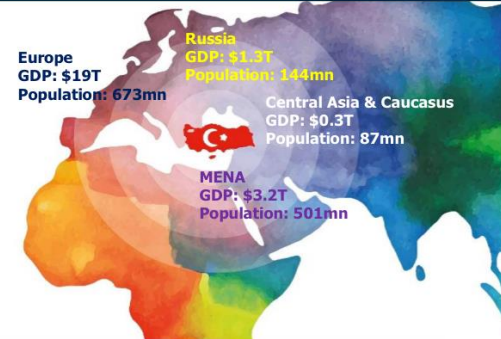 Europe
GDP: $19T
Population: 673mn
Russia
GDP: $1.3T
Population: 144mn
Central Asia & Caucasus
GDP: $0.3T
Population: 87mn
MENA
GDP: $3.2T
Population: 501mn